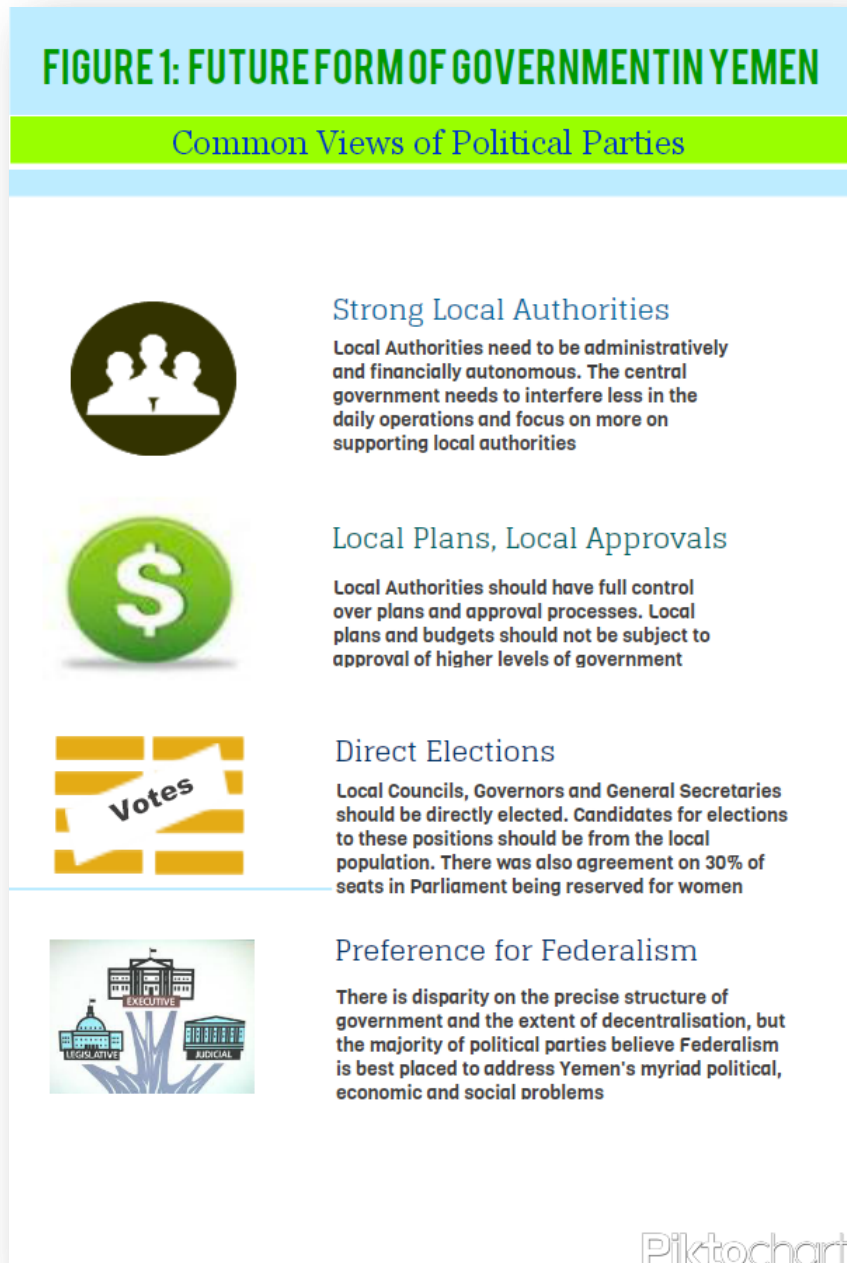 FIGURE 1: FUTURE FORM OF GOVERNMENT IN YEMEN
Common Views of Political Parties
Strong Local Authorities
Local Authorities need to be administratively
and financially autonomous. The central
government needs to interfere less in the
daily operations and focus on more on
supporting local authorities
Local Plans, Local Approvals
Local Authorities should have full control
over plans and approval processes. Local
plans and budgets should not be subject to
approval of higher levels of government
Votes
Direct Elections
Local Councils, Governors and General Secretaries
should be directly elected. Candidates for elections
to these positions should be from the local
population. There was also agreement on 30% of
seats in Parliament being reserved for women
EXECUTIVE
LEGISLATIVE
JUDICIAL
Preference for Federalism
There is disparity on the precise structure of
government and the extent of decentralisation, but
the majority of political parties believe Federalism
is best placed to address Yemen's myriad political,
economic and social problems
Piktochart